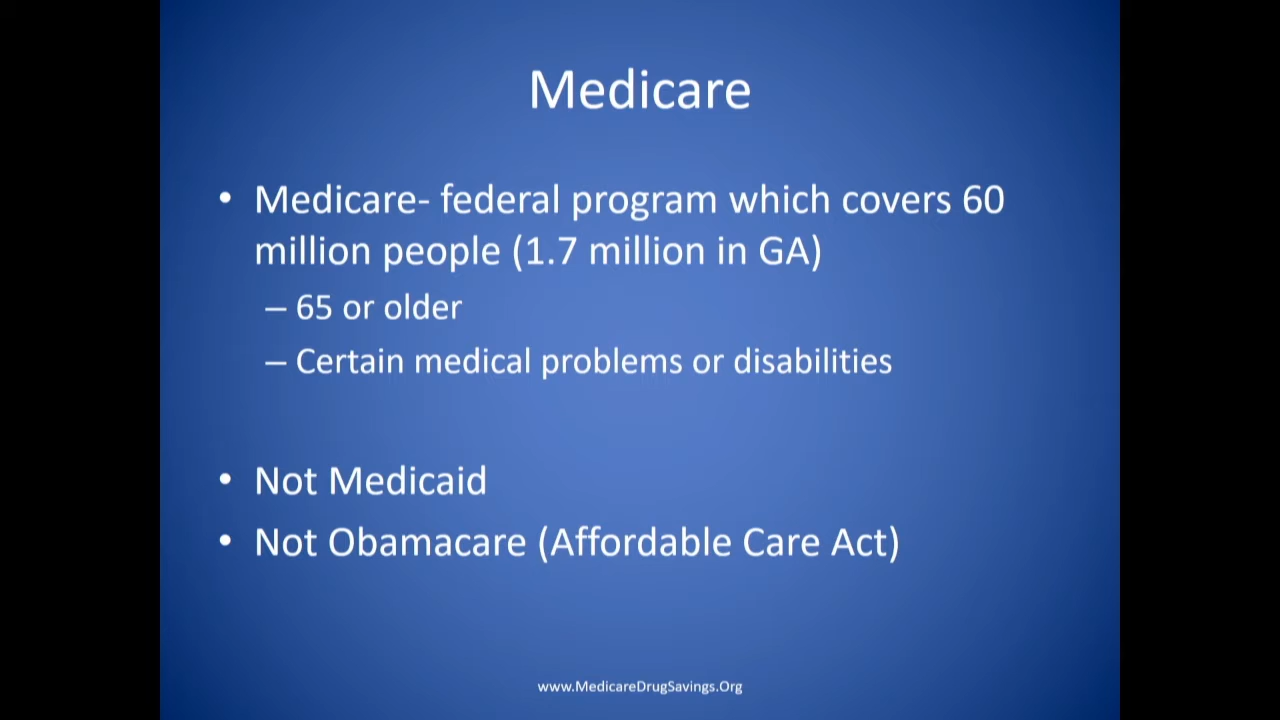 Medicare
• Medicare- federal program which covers 60
million people (1.7 million in GA)
– 65 or older
– Certain medical problems or disabilities
• Not Medicaid
• Not Obamacare (Affordable Care Act)
www.MedicareDrugSavings.Org